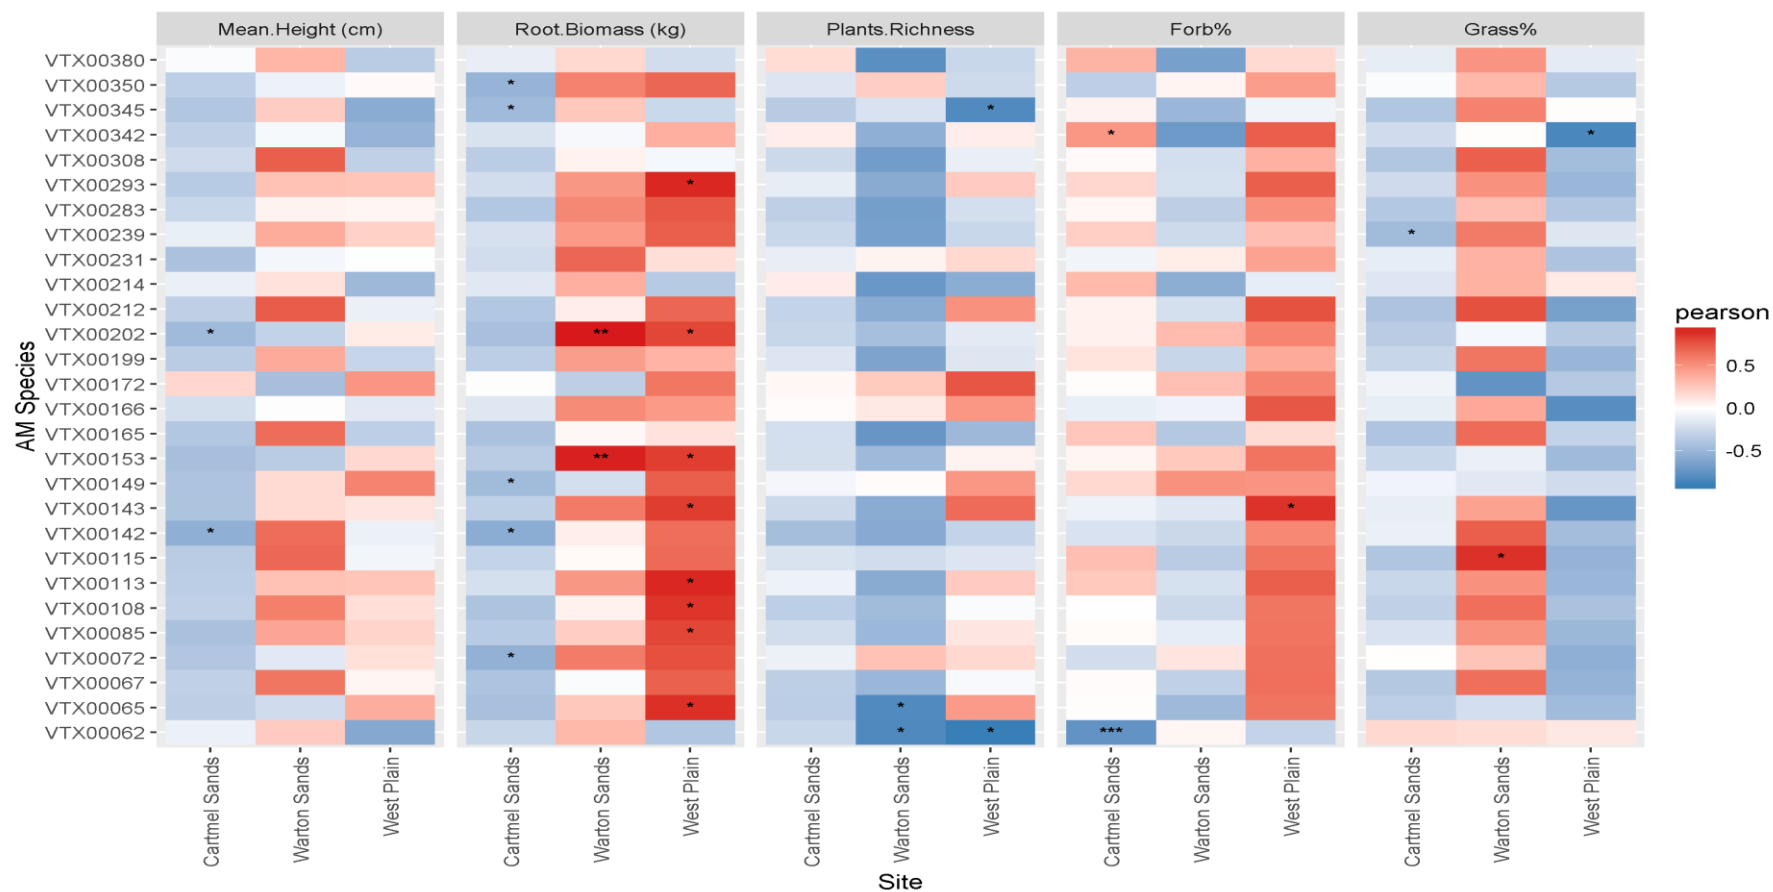 Mean.Height (cm) Root.Biomass (kg) Plants.Richness Forb% Grass%
VTX00380
VTX00350 *
VTX00345 * *
VTX00342 * *
VTX00308
VTX00293 *
VTX00283
VTX00239 *
VTX00231
VTX00214
VTX00212
VTX00202 * ** *
VTX00199
VTX00172
VTX00166
VTX00165
VTX00153 ** *
VTX00149 *
VTX00143 * *
VTX00142 * *
VTX00115 *
VTX00113 *
VTX00108 *
VTX00085 *
VTX00072 *
VTX00067
VTX00065 * *
VTX00062 * * ***
AM Species
Cartmel Sands Warton Sands West Plain Cartmel Sands Warton Sands West Plain Cartmel Sands Warton Sands West Plain Cartmel Sands Warton Sands West Plain Cartmel Sands Warton Sands West Plain
Site
pearson
0.5
0.0
-0.5